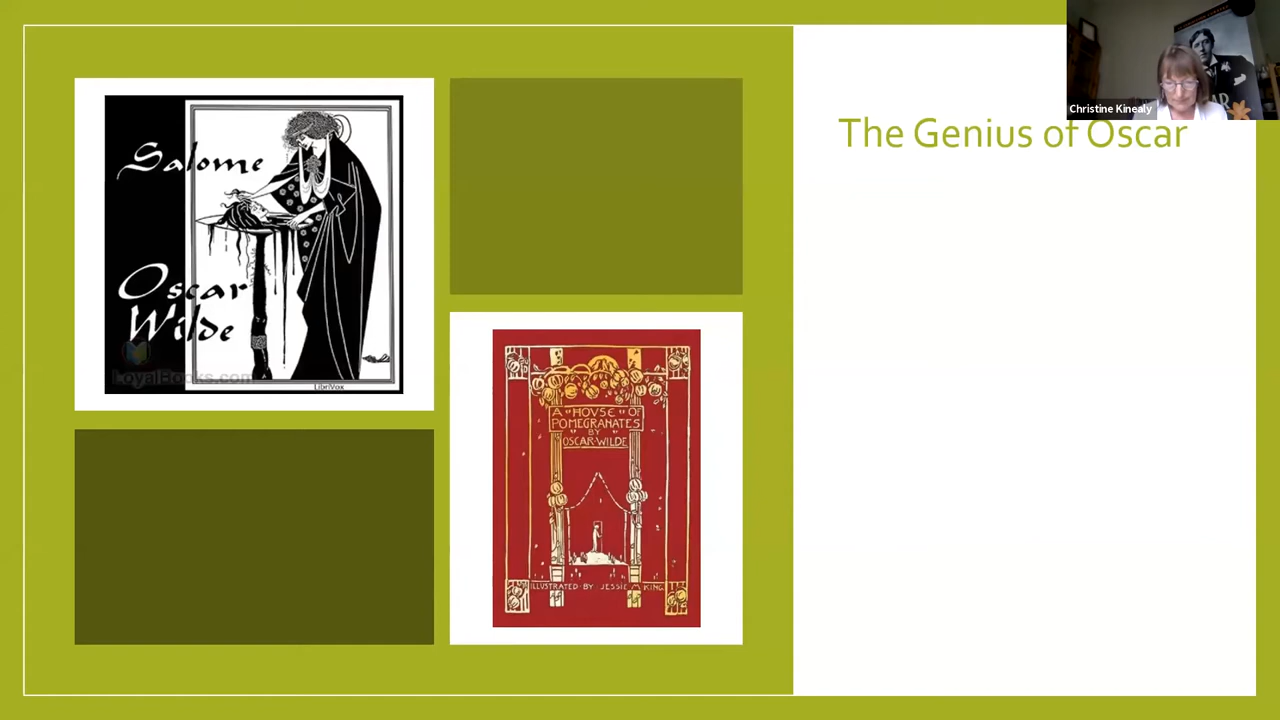 Salome
Oscar
Wilde
LoyalBooks.com
LibriVox
A HOVSE OF
POMEGRANATES
BY
OSCAR WILDE
ILLUSTRATED BY JESSIE M KING
The Genius of Oscar
Christine Kinealy